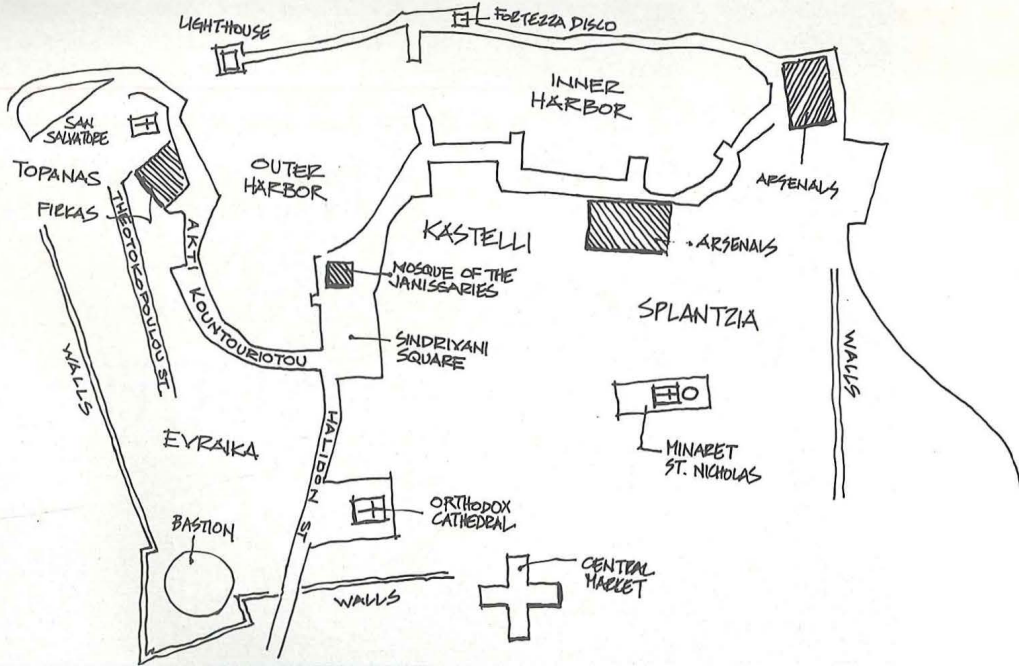 LIGHTHOUSE
FORTEZZA DISCO
INNER
HARBOR
SAN
SALVATORE
TOPANAS
FIRKAS
OUTER
HARBOR
ARSENALS
THEOTOKOPOULOU ST.
AKTI KOUNTOURIOTOU
KASTELLI
ARSENALS
MOSQUE OF THE
JANISSARIES
SPLANTZIA
SINDRIVANI
SQUARE
WALLS
WALLS
HALIDON ST
EVRAIKA
MINARET
ST. NICHOLAS
ORTHODOX
CATHEDRAL
BASTION
CENTRAL
MARKET
WALLS